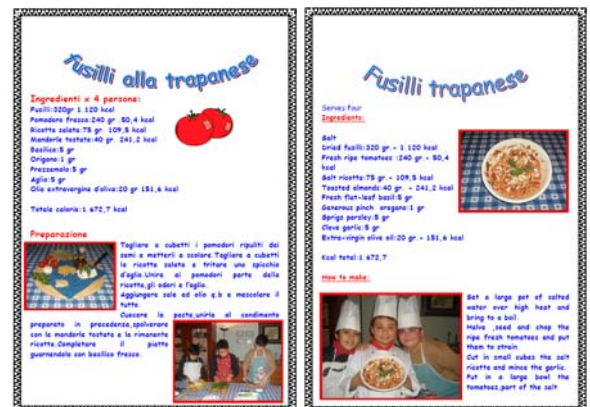 fusilli alla trapanese
Ingredienti x 4 persone:
Fusilli:320gr 1.120 kcal
Pomodoro fresco:240 gr .50,4 kcal
Ricotta salata:75 gr. 109,5 kcal
Mandorle tostate:40 gr. 241,2 kcal
Basilico:5 gr
Origano:1 gr
Prezzemolo:5 gr
Aglio:5 gr
Olio extravergine d'oliva:20 gr 151,6 kcal
Totale calorie:1.672,7 kcal
Preparazione
Tagliare a cubetti i pomodori ripuliti dei
semi e metterli a scolare.Tagliare a cubetti
la ricotta salata e tritare uno spicchio
d'aglio.Unire ai pomodori parte della
ricotta,gli odori e l'aglio.
Aggiungere sale ed olio q.b e mescolare il
tutto.
Cuocere la pasta,unirla al condimento
preparato in precedenza,spolverare
con la mandorle tostate e la rimanente
ricotta.Completare il piatto
guarnendolo con basilico fresco.
Fusilli trapanese
Serves four
Ingredients:
Salt
Dried fusilli:320 gr.- 1.120 kcal
Fresh ripe tomatoes :240 gr.- 50,4
kcal
Salt ricotta:75 gr.- 109,5 kcal
Toasted almonds:40 gr. - 241,2 kcal
Fresh flat-leaf basil:5 gr
Generous pinch oregano:1 gr
Sprigs parsley:5 gr
Clove garlic:5 gr
Extra-virgin olive oil:20 gr.- 151,6 kcal
Kcal total:1.672,7
How to make:
Get a large pot of salted
water over high heat and
bring to a boil.
Halve ,seed and chop the
ripe fresh tomatoes and put
them to strain.
Cut in small cubes the salt
ricotta and mince the garlic.
Put in a large bowl the
tomatoes,part of the salt